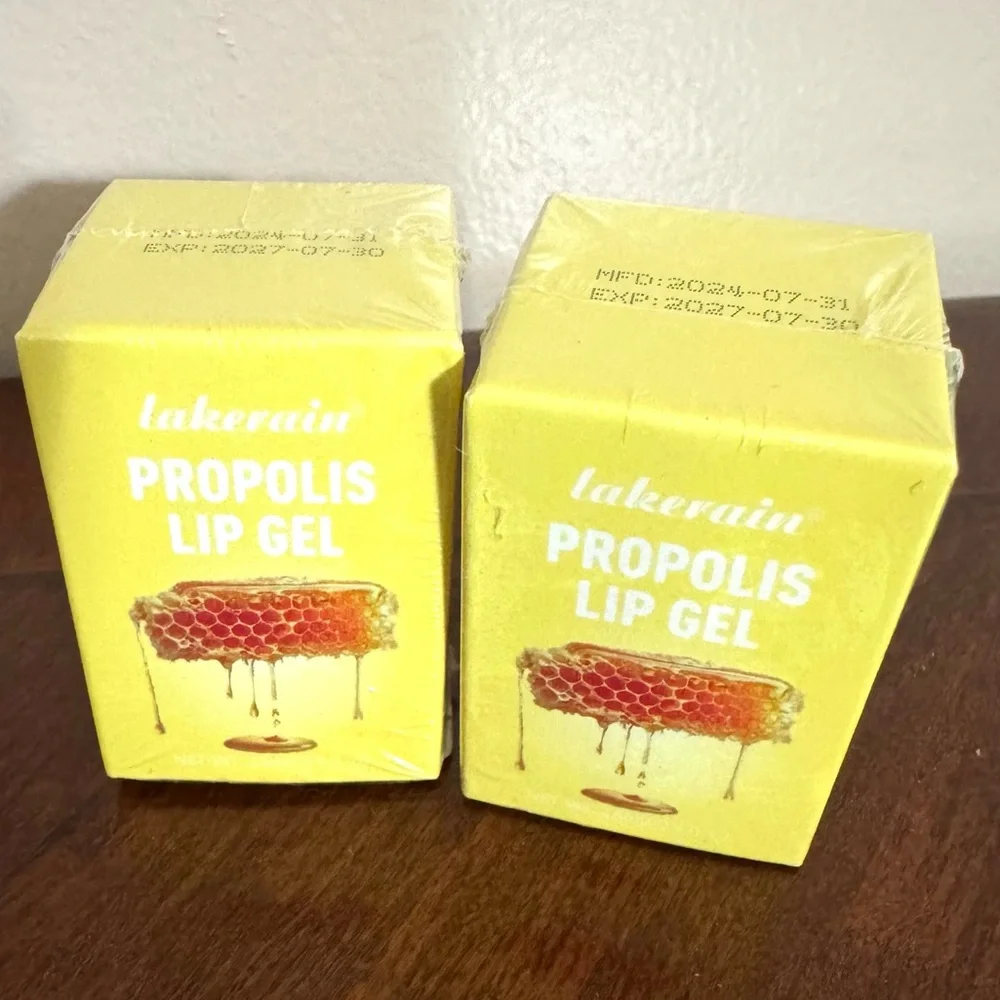 MFD:2024-07-31
EXP:2027-07-30
lakerain®
PROPOLIS
LIP GEL
MFD:2024-07-31
EXP:2027-07-30
lakerain®
PROPOLIS
LIP GEL